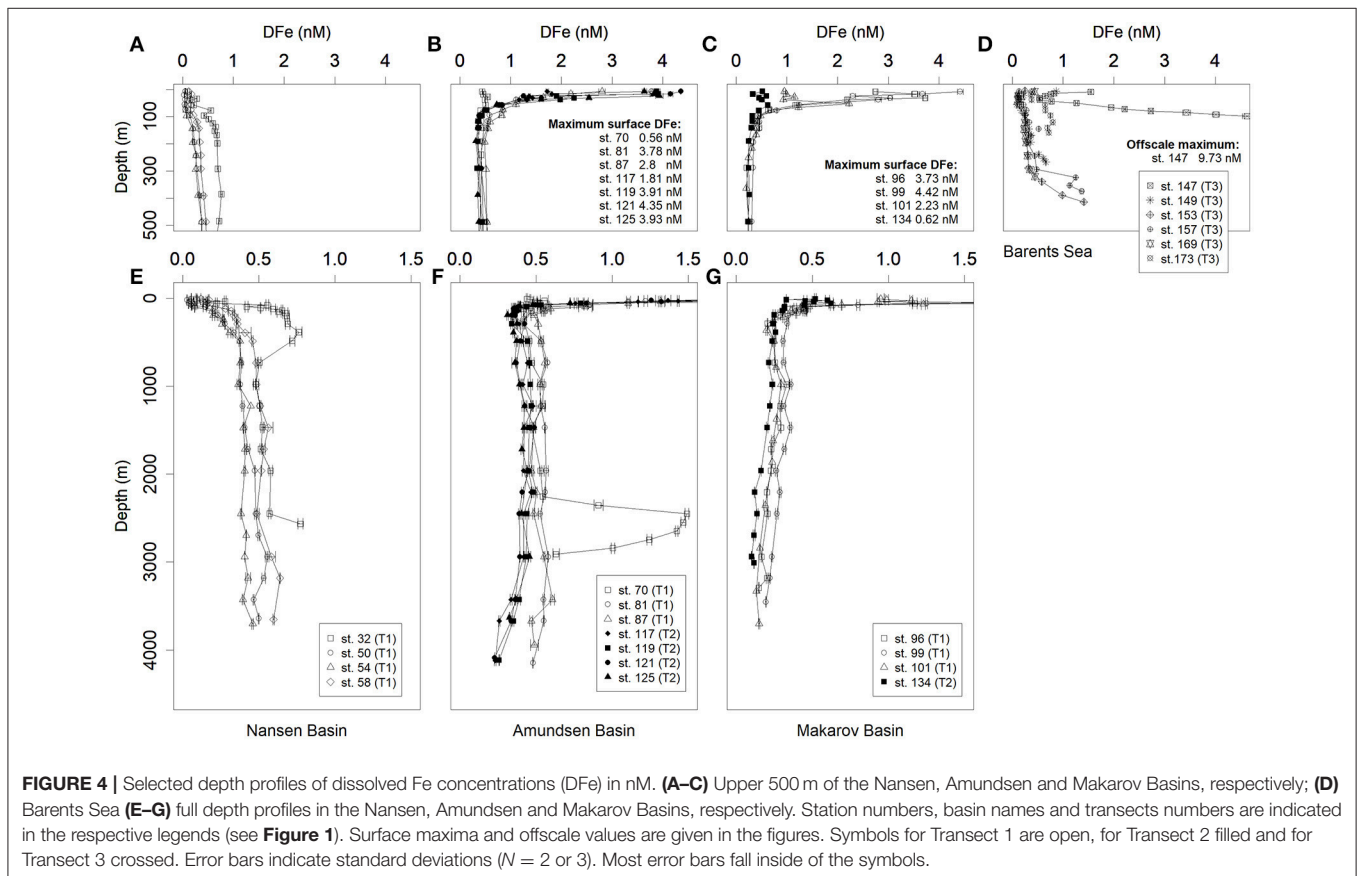 A
DFe (nM)
0 1 2 3 4
B
DFe (nM)
0 1 2 3 4
C
DFe (nM)
0 1 2 3 4
D
DFe (nM)
0 1 2 3 4
Depth (m)
100
300
500
Maximum surface DFe:
st. 70 0.56 nM
st. 81 3.78 nM
st. 87 2.8 nM
st. 117 1.81 nM
st. 119 3.91 nM
st. 121 4.35 nM
st. 125 3.93 nM
Maximum surface DFe:
st. 96 3.73 nM
st. 99 4.42 nM
st. 101 2.23 nM
st. 134 0.62 nM
Offscale maximum:
st. 147 9.73 nM
st. 147 (T3)
st. 149 (T3)
st. 153 (T3)
st. 157 (T3)
st. 169 (T3)
st.173 (T3)
Barents Sea
E
0.0 0.5 1.0 1.5
F
0.0 0.5 1.0 1.5
G
0.0 0.5 1.0 1.5
Depth (m)
0
1000
2000
3000
4000
st. 32 (T1)
st. 50 (T1)
st. 54 (T1)
st. 58 (T1)
st. 70 (T1)
st. 81 (T1)
st. 87 (T1)
st. 117 (T2)
st. 119 (T2)
st. 121 (T2)
st. 125 (T2)
st. 96 (T1)
st. 99 (T1)
st. 101 (T1)
st. 134 (T2)
Nansen Basin
Amundsen Basin
Makarov Basin
FIGURE 4 | Selected depth profiles of dissolved Fe concentrations (DFe) in nM. (A–C) Upper 500 m of the Nansen, Amundsen and Makarov Basins, respectively; (D)
Barents Sea (E–G) full depth profiles in the Nansen, Amundsen and Makarov Basins, respectively. Station numbers, basin names and transects numbers are indicated
in the respective legends (see Figure 1). Surface maxima and offscale values are given in the figures. Symbols for Transect 1 are open, for Transect 2 filled and for
Transect 3 crossed. Error bars indicate standard deviations (N = 2 or 3). Most error bars fall inside of the symbols.